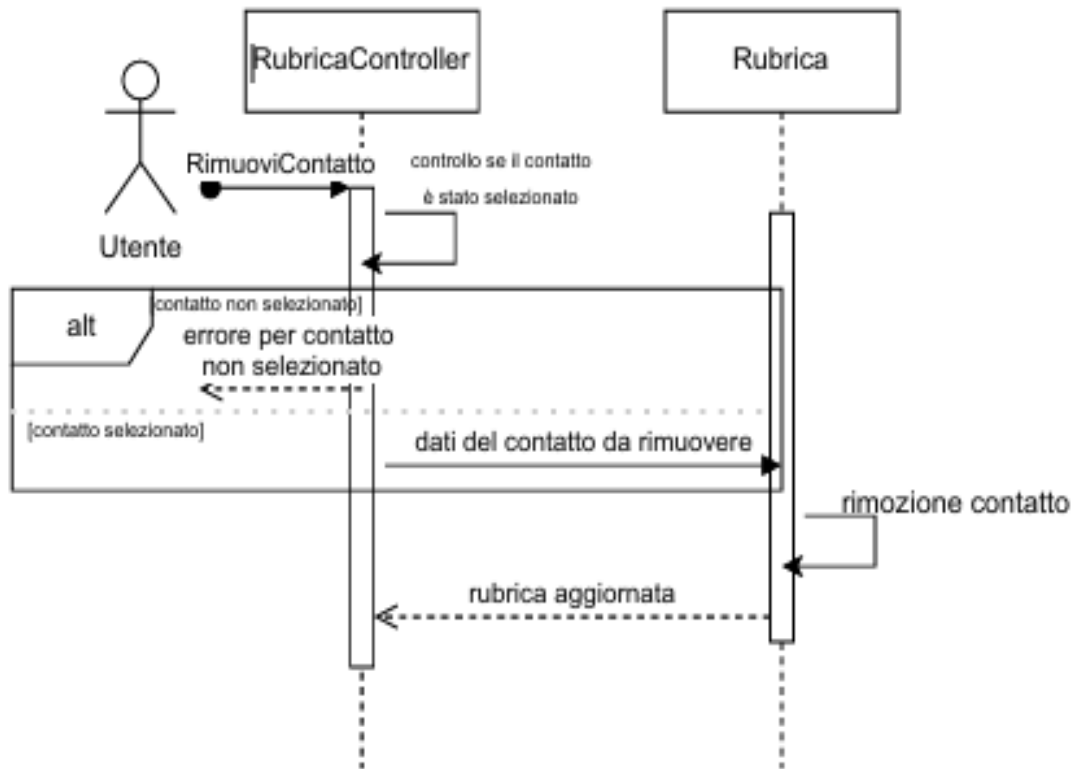 RubricaController
Rubrica
RimuoviContatto
controllo se il contatto
è stato selezionato
Utente
alt
[contatto non selezionato]
errore per contatto
non selezionato
[contatto selezionato]
dati del contatto da rimuovere
rimozione contatto
rubrica aggiornata